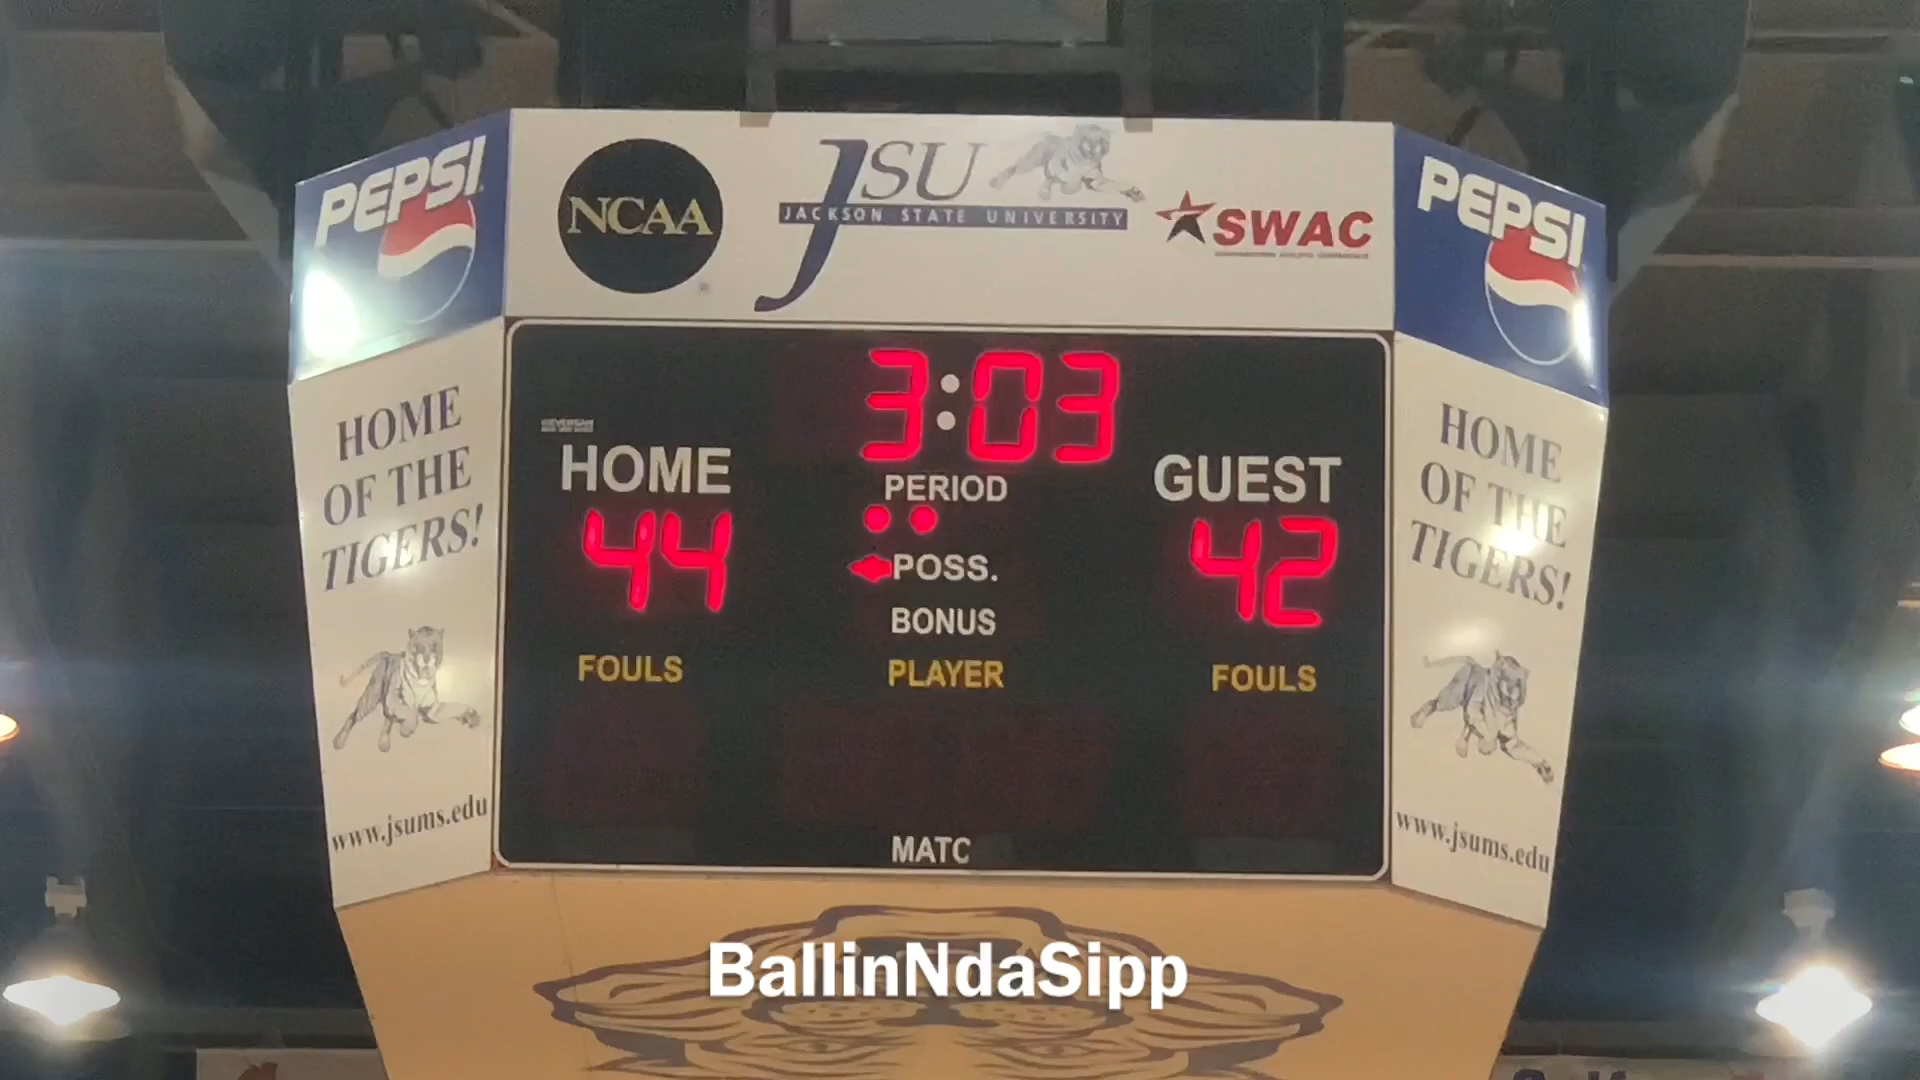 PEPSI
NCAA
JSU
JACKSON STATE UNIVERSITY
SWAC
PEPSI
HOME
OF THE
TIGERS!
www.jsums.edu
3:03
HOME
PERIOD
GUEST
44
42
POSS.
BONUS
FOULS
PLAYER
FOULS
MATC
HOME
OF THE
TIGERS!
www.jsums.edu
BallinNdaSipp